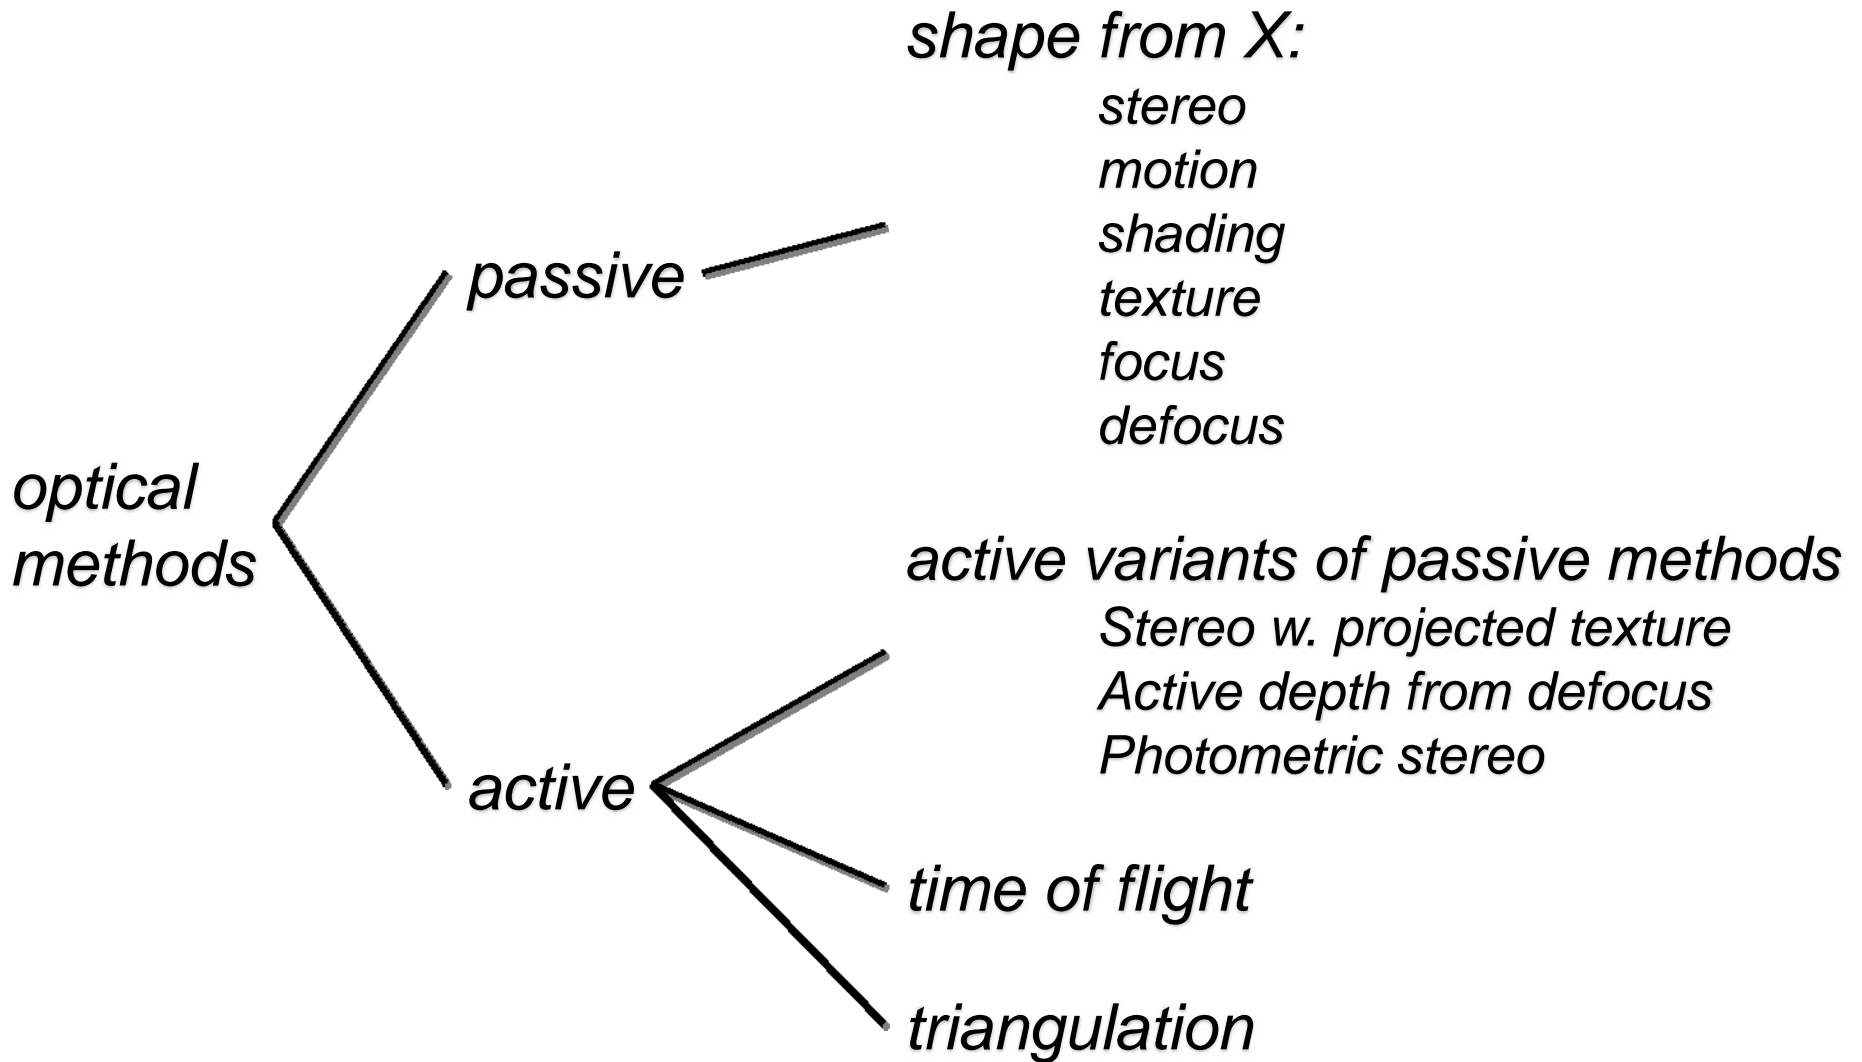 optical
methods
passive
shape from X:
stereo
motion
shading
texture
focus
defocus
active
active variants of passive methods
Stereo w. projected texture
Active depth from defocus
Photometric stereo
time of flight
triangulation